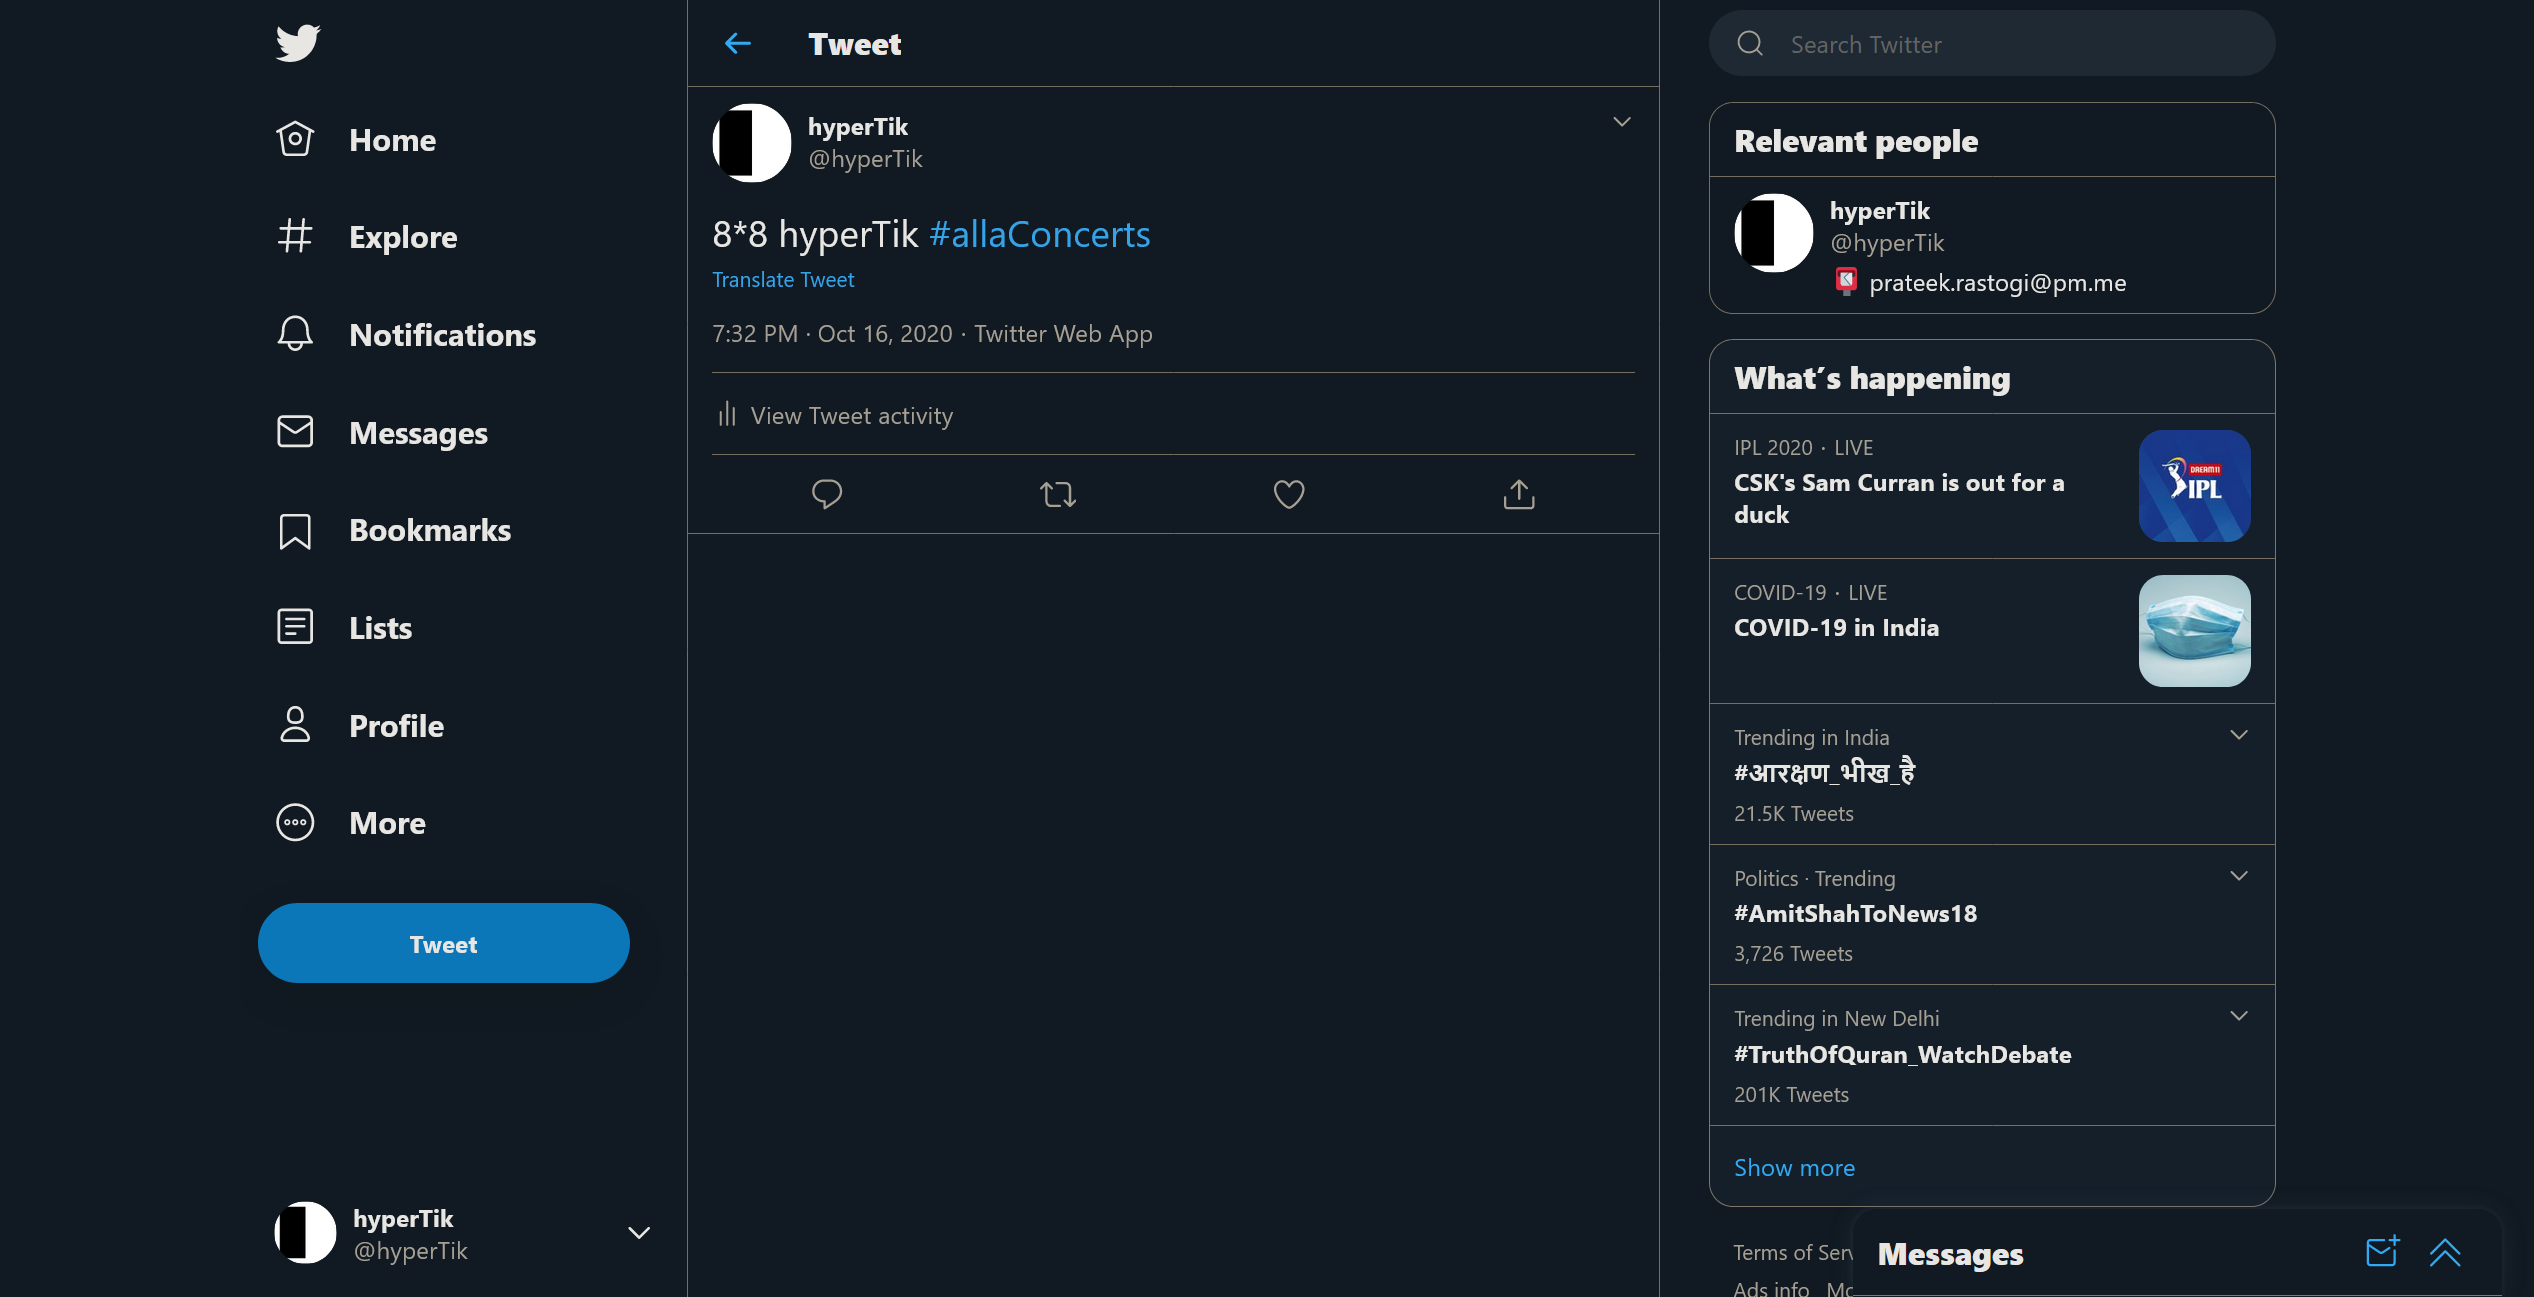 Home
Explore
Notifications
Messages
Bookmarks
Lists
Profile
More
Tweet
hyperTik
@hyperTik
Tweet
hyperTik
@hyperTik
8*8 hyperTik #allaConcerts
Translate Tweet
7:32 PM · Oct 16, 2020 · Twitter Web App
View Tweet activity
Search Twitter
Relevant people
hyperTik
@hyperTik
prateek.rastogi@pm.me
What's happening
IPL 2020 · LIVE
CSK's Sam Curran is out for a
duck
DREAM11
IPL
COVID-19 · LIVE
COVID-19 in India
Trending in India
#आरक्षण_भीख_है
21.5K Tweets
Politics · Trending
#AmitShahToNews18
3,726 Tweets
Trending in New Delhi
#TruthOfQuran_WatchDebate
201K Tweets
Show more
Terms of
Ads info
Messages